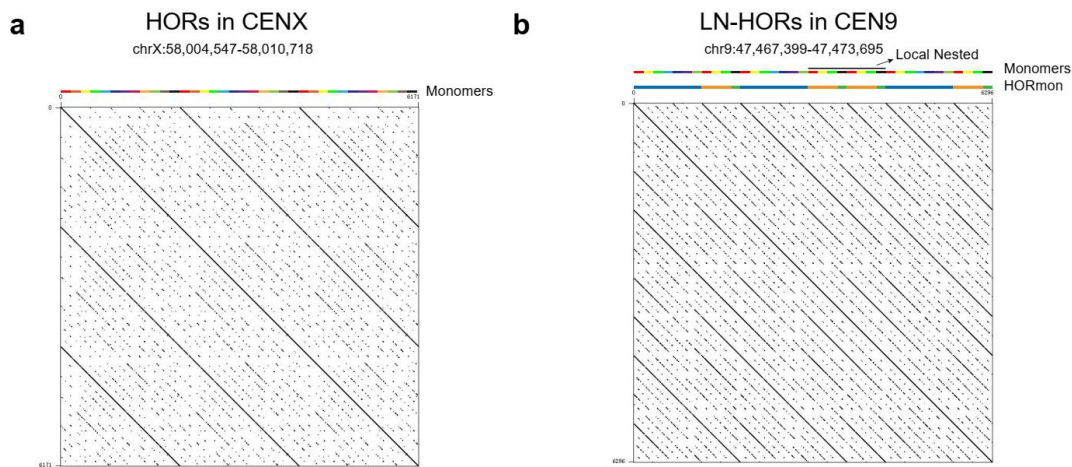 a
HORs in CENX
chrX:58,004,547-58,010,718
Monomers
0
6171
0
6171
b
LN-HORs in CEN9
chr9:47,467,399-47,473,695
Local Nested
Monomers
HORmon
0
6296
0
6296